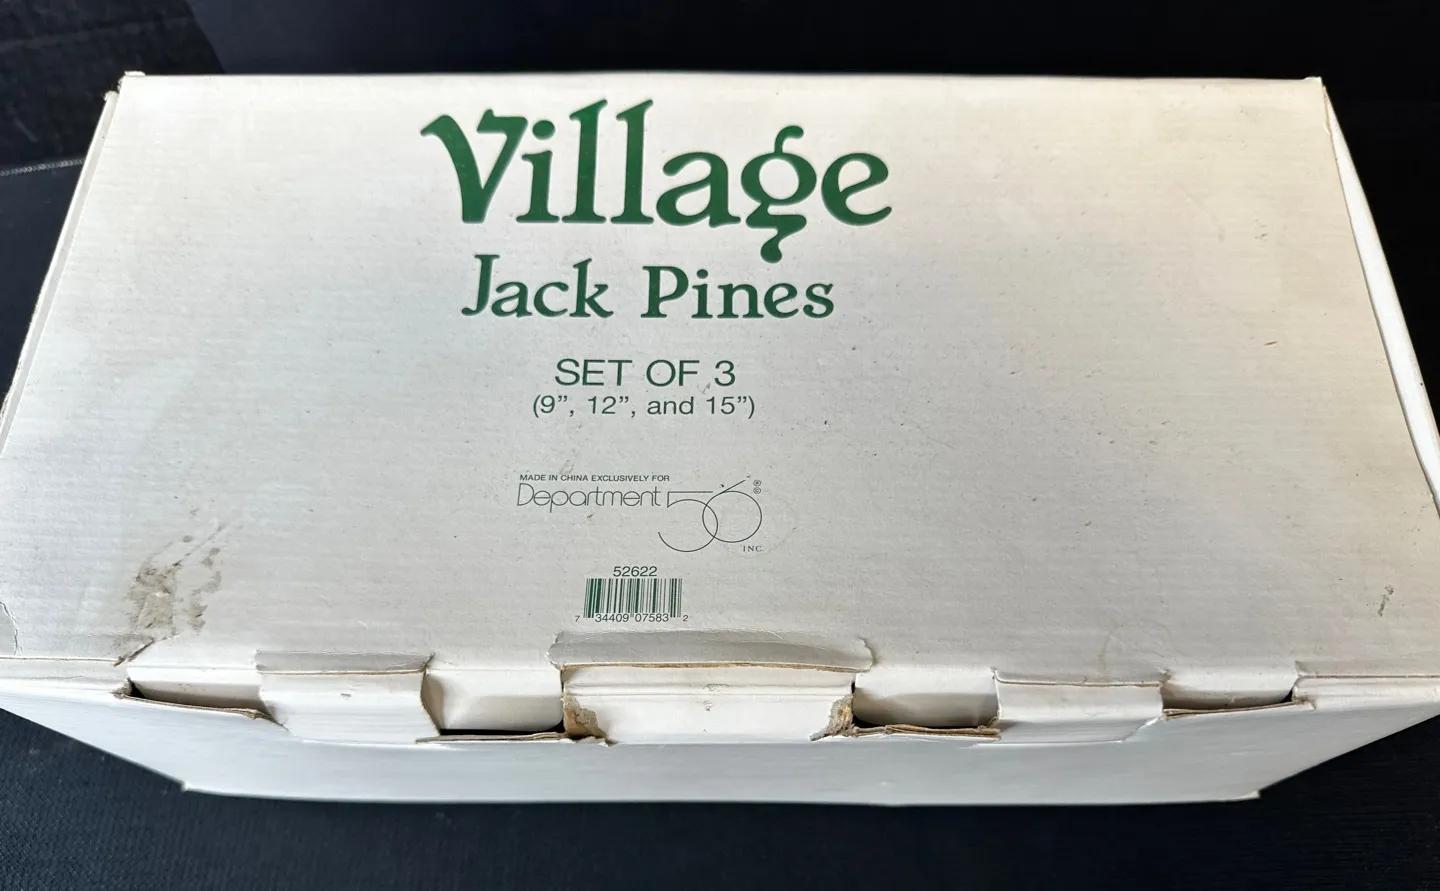 Village
Jack Pines
SET OF 3
(9”, 12”, and 15”)
MADE IN CHINA EXCLUSIVELY FOR
Department 56 ® ©
INC.
52622
7 34409 07583 2